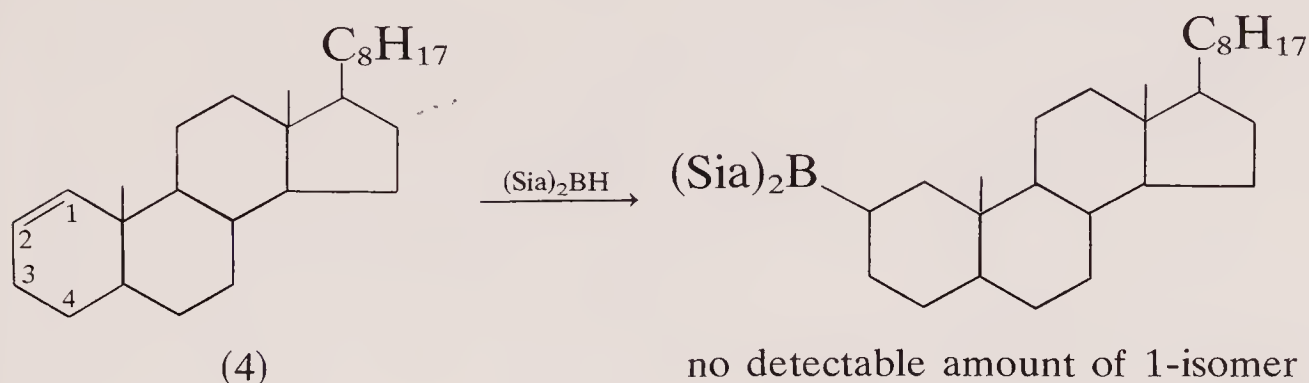 C₈H₁₇
C₈H₁₇
(Sia)₂BH
(Sia)₂B
1
2
3
4
(4)
no detectable amount of 1-isomer